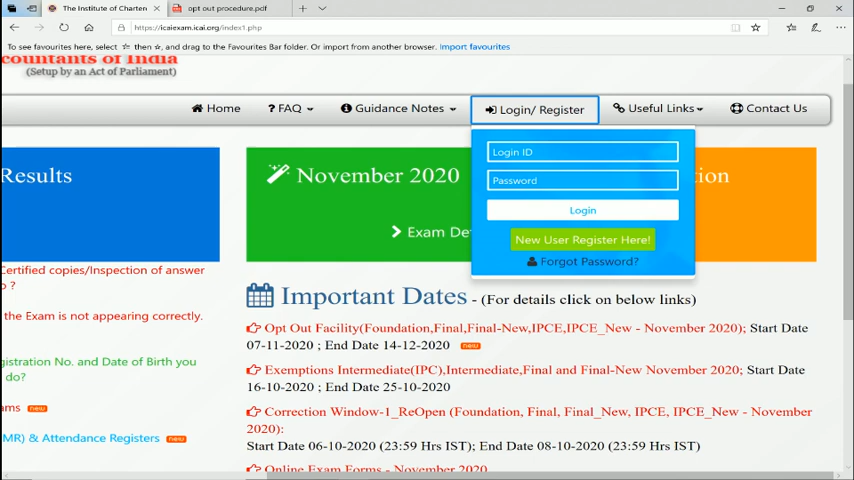 The Institute of Charten
opt out procedure.pdf
https://icaiexam.icai.org/index1.php
To see favourites here, select ☆ then ☆, and drag to the Favourites Bar folder. Or import from another browser. Import favourites
countants of India
(Setup by an Act of Parliament)
Home ? FAQ Guidance Notes Login/ Register Useful Links Contact Us
Results
November 2020
tion
Exam De
Login ID
Password
Login
New User Register Here!
Forgot Password?
Certified copies/Inspection of answer
?
the Exam is not appearing correctly.
gistration No. and Date of Birth you
do?
ams new
MR) & Attendance Registers new
Important Dates - (For details click on below links)
Opt Out Facility(Foundation,Final,Final-New,IPCE,IPCE_New - November 2020); Start Date
07-11-2020 ; End Date 14-12-2020 new
Exemptions Intermediate(IPC),Intermediate,Final and Final-New November 2020; Start Date
16-10-2020 ; End Date 25-10-2020
Correction Window-1_ReOpen (Foundation, Final, Final_New, IPCE, IPCE_New - November
2020):
Start Date 06-10-2020 (23:59 Hrs IST); End Date 08-10-2020 (23:59 Hrs IST)
Online Exam Forms - November 2020